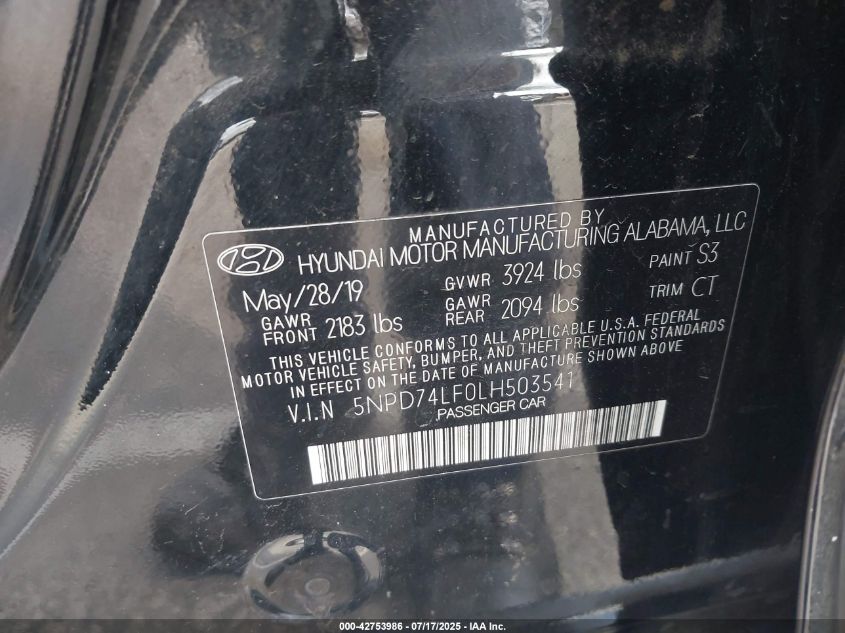 MANUFACTURED BY
HYUNDAI MOTOR MANUFACTURING ALABAMA, LLC
May/28/19 GVWR 3924 lbs PAINT S3
GAWR FRONT 2183 lbs GAWR REAR 2094 lbs TRIM CT
THIS VEHICLE CONFORMS TO ALL APPLICABLE U.S.A. FEDERAL
MOTOR VEHICLE SAFETY, BUMPER, AND THEFT PREVENTION STANDARDS
IN EFFECT ON THE DATE OF MANUFACTURE SHOWN ABOVE
V.I.N 5NPD74LF0LH503541
PASSENGER CAR
000-42753986 - 07/17/2025 - IAA Inc.